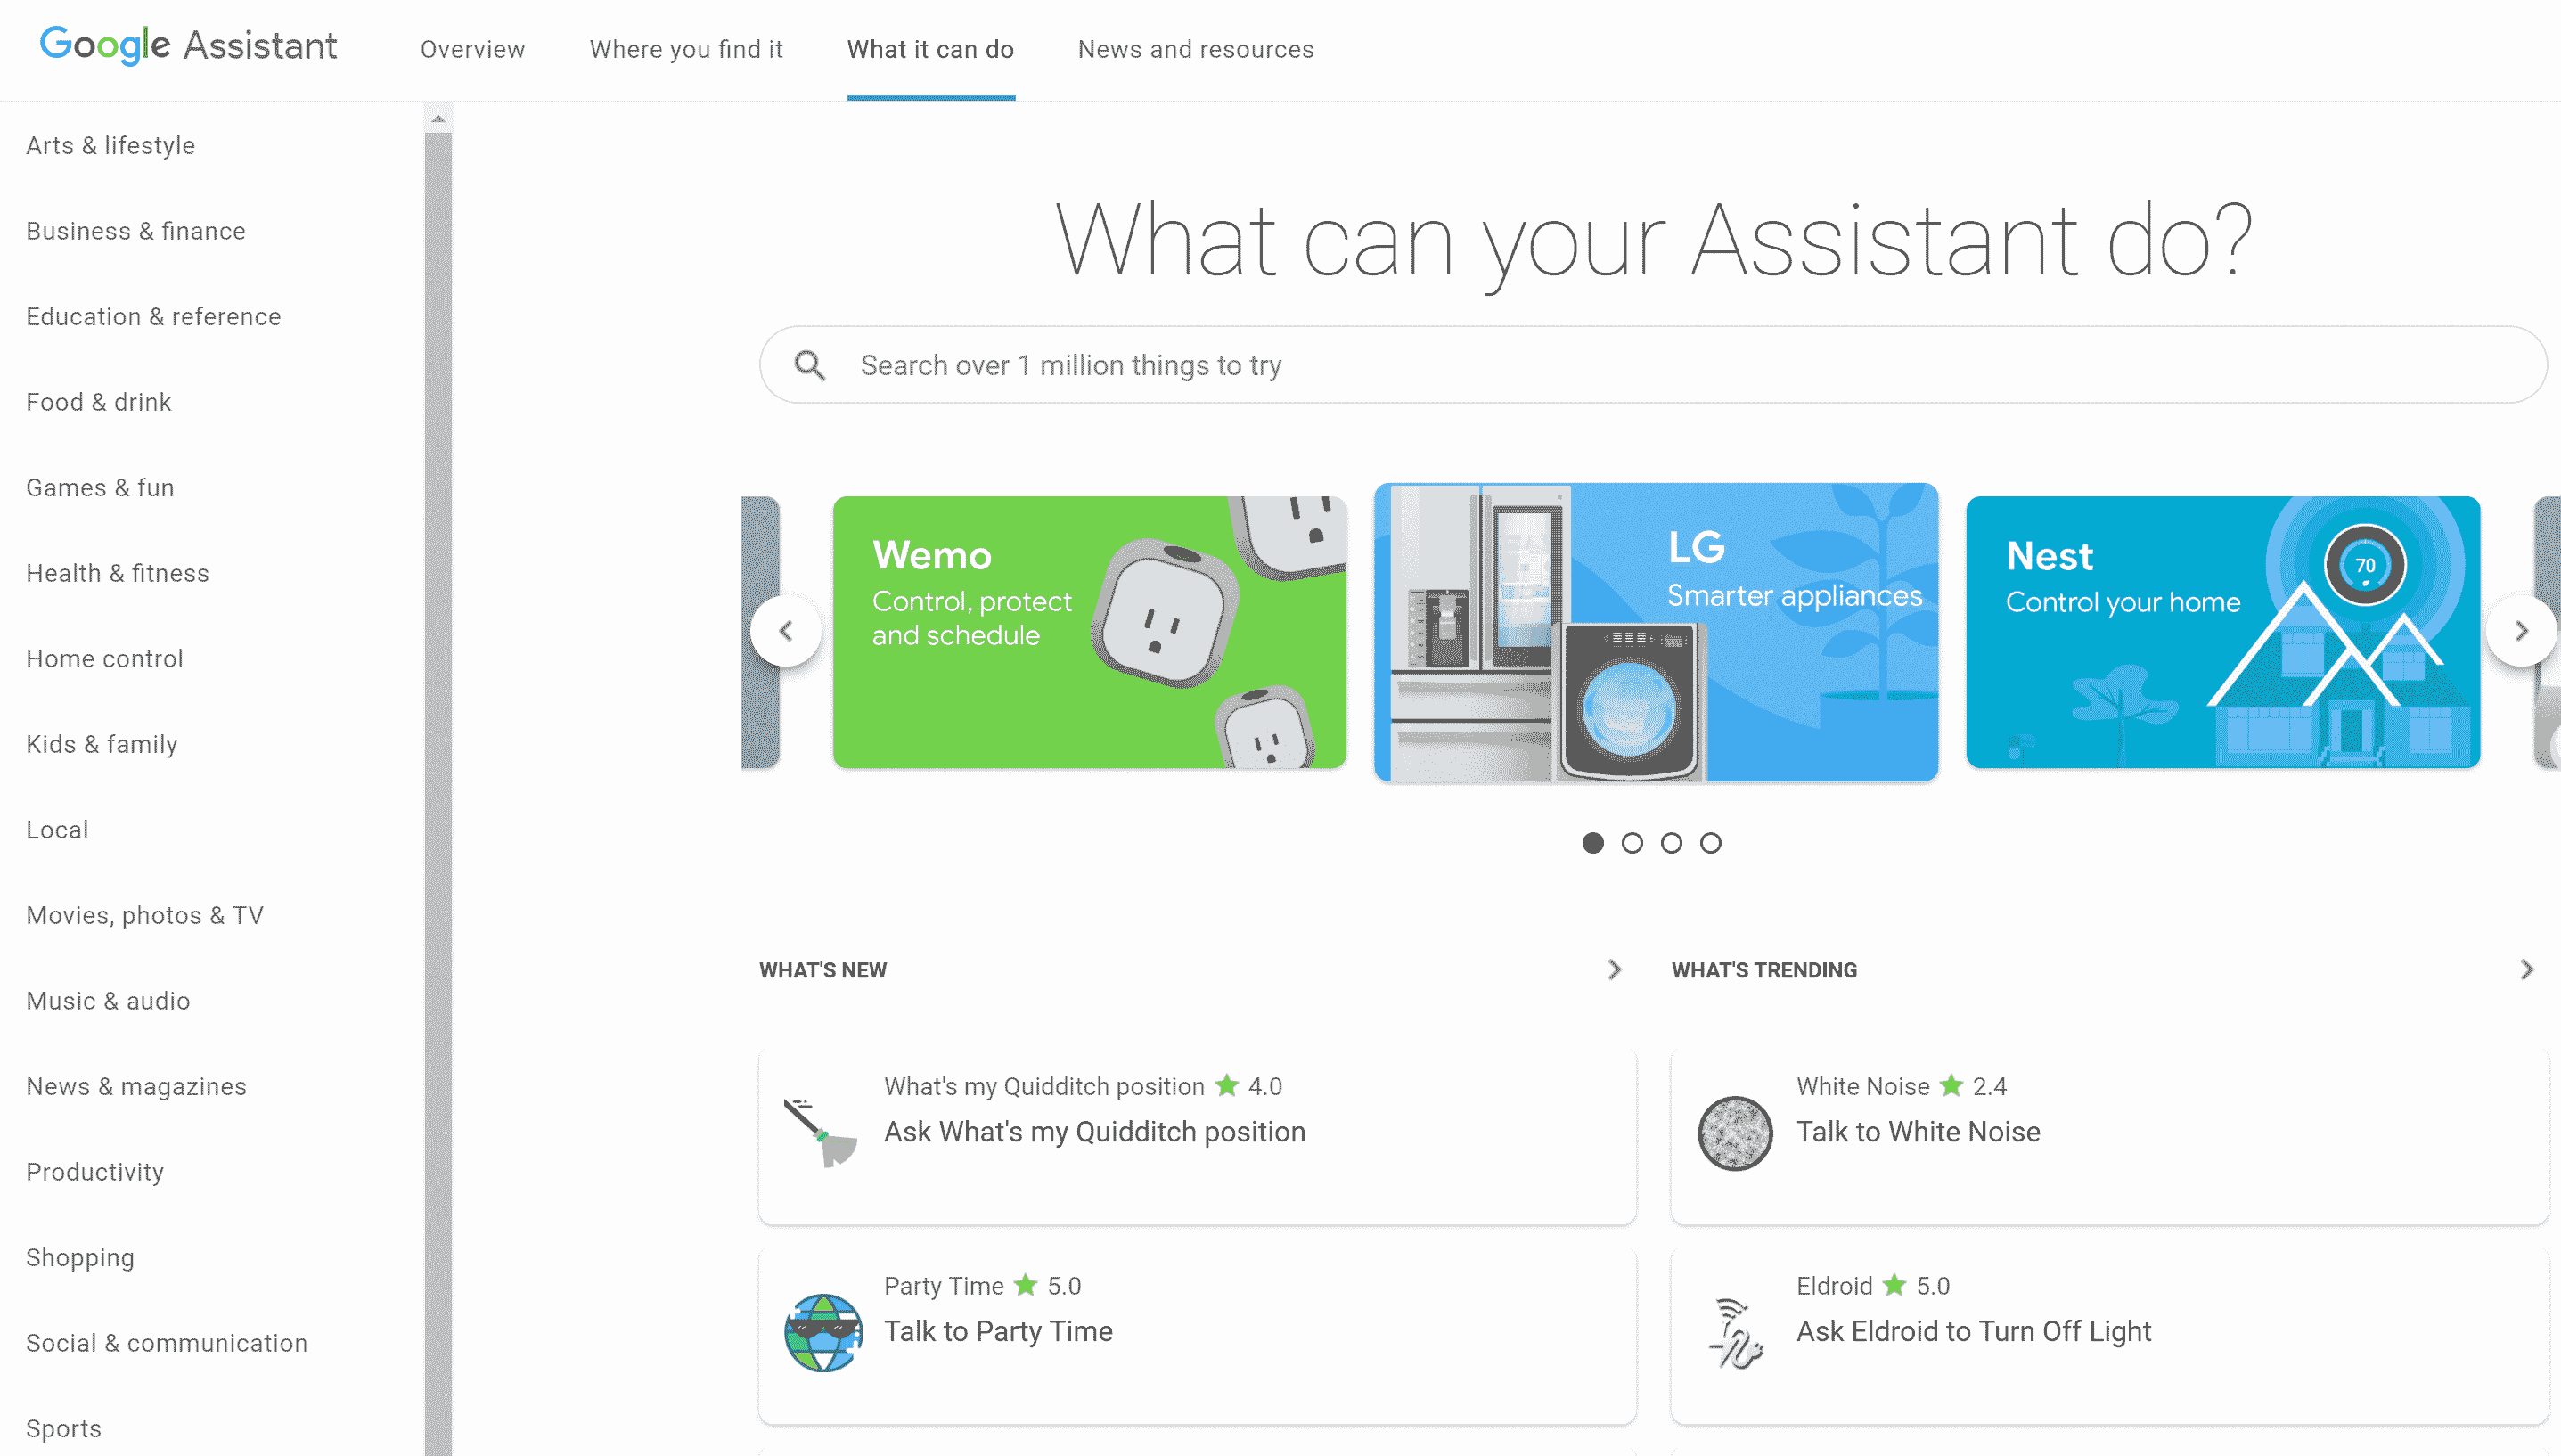 Google Assistant
Overview
Where you find it
What it can do
News and resources
Arts & lifestyle
Business & finance
Education & reference
Food & drink
Games & fun
Health & fitness
Home control
Kids & family
Local
Movies, photos & TV
Music & audio
News & magazines
Productivity
Shopping
Social & communication
Sports
What can your Assistant do?
Search over 1 million things to try
Wemo
Control, protect
and schedule
LG
Smarter appliances
Nest
Control your home
70
WHAT'S NEW
What's my Quidditch position 4.0
Ask What's my Quidditch position
Party Time 5.0
Talk to Party Time
WHAT'S TRENDING
White Noise 2.4
Talk to White Noise
Eldroid 5.0
Ask Eldroid to Turn Off Light